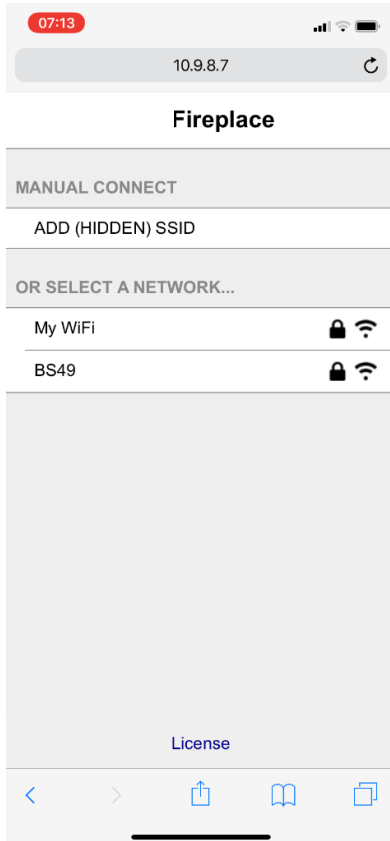 07:13
10.9.8.7
Fireplace
MANUAL CONNECT
ADD (HIDDEN) SSID
OR SELECT A NETWORK...
My WiFi
BS49
License